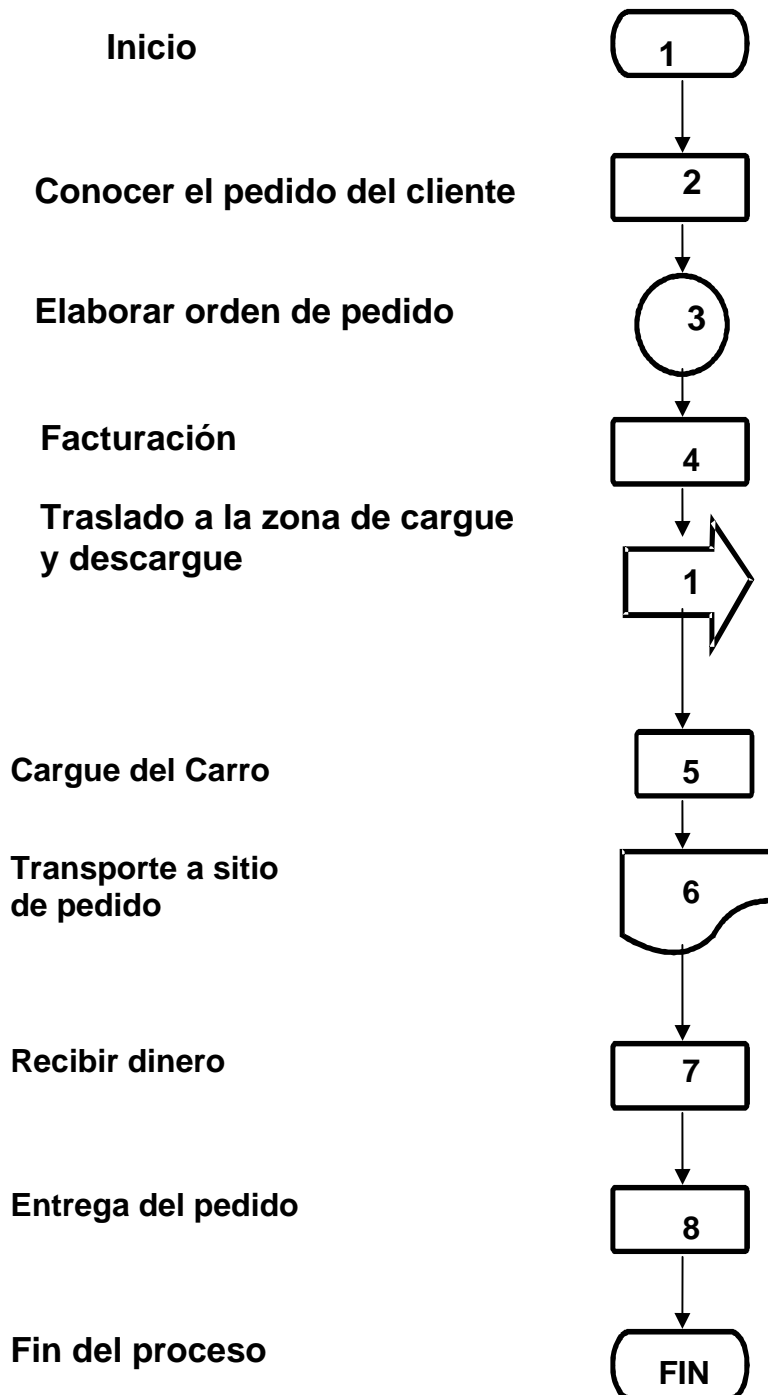 Inicio
1
Conocer el pedido del cliente
2
Elaborar orden de pedido
3
Facturación
4
Traslado a la zona de cargue
y descargue
1
Cargue del Carro
5
Transporte a sitio
de pedido
6
Recibir dinero
7
Entrega del pedido
8
Fin del proceso
FIN